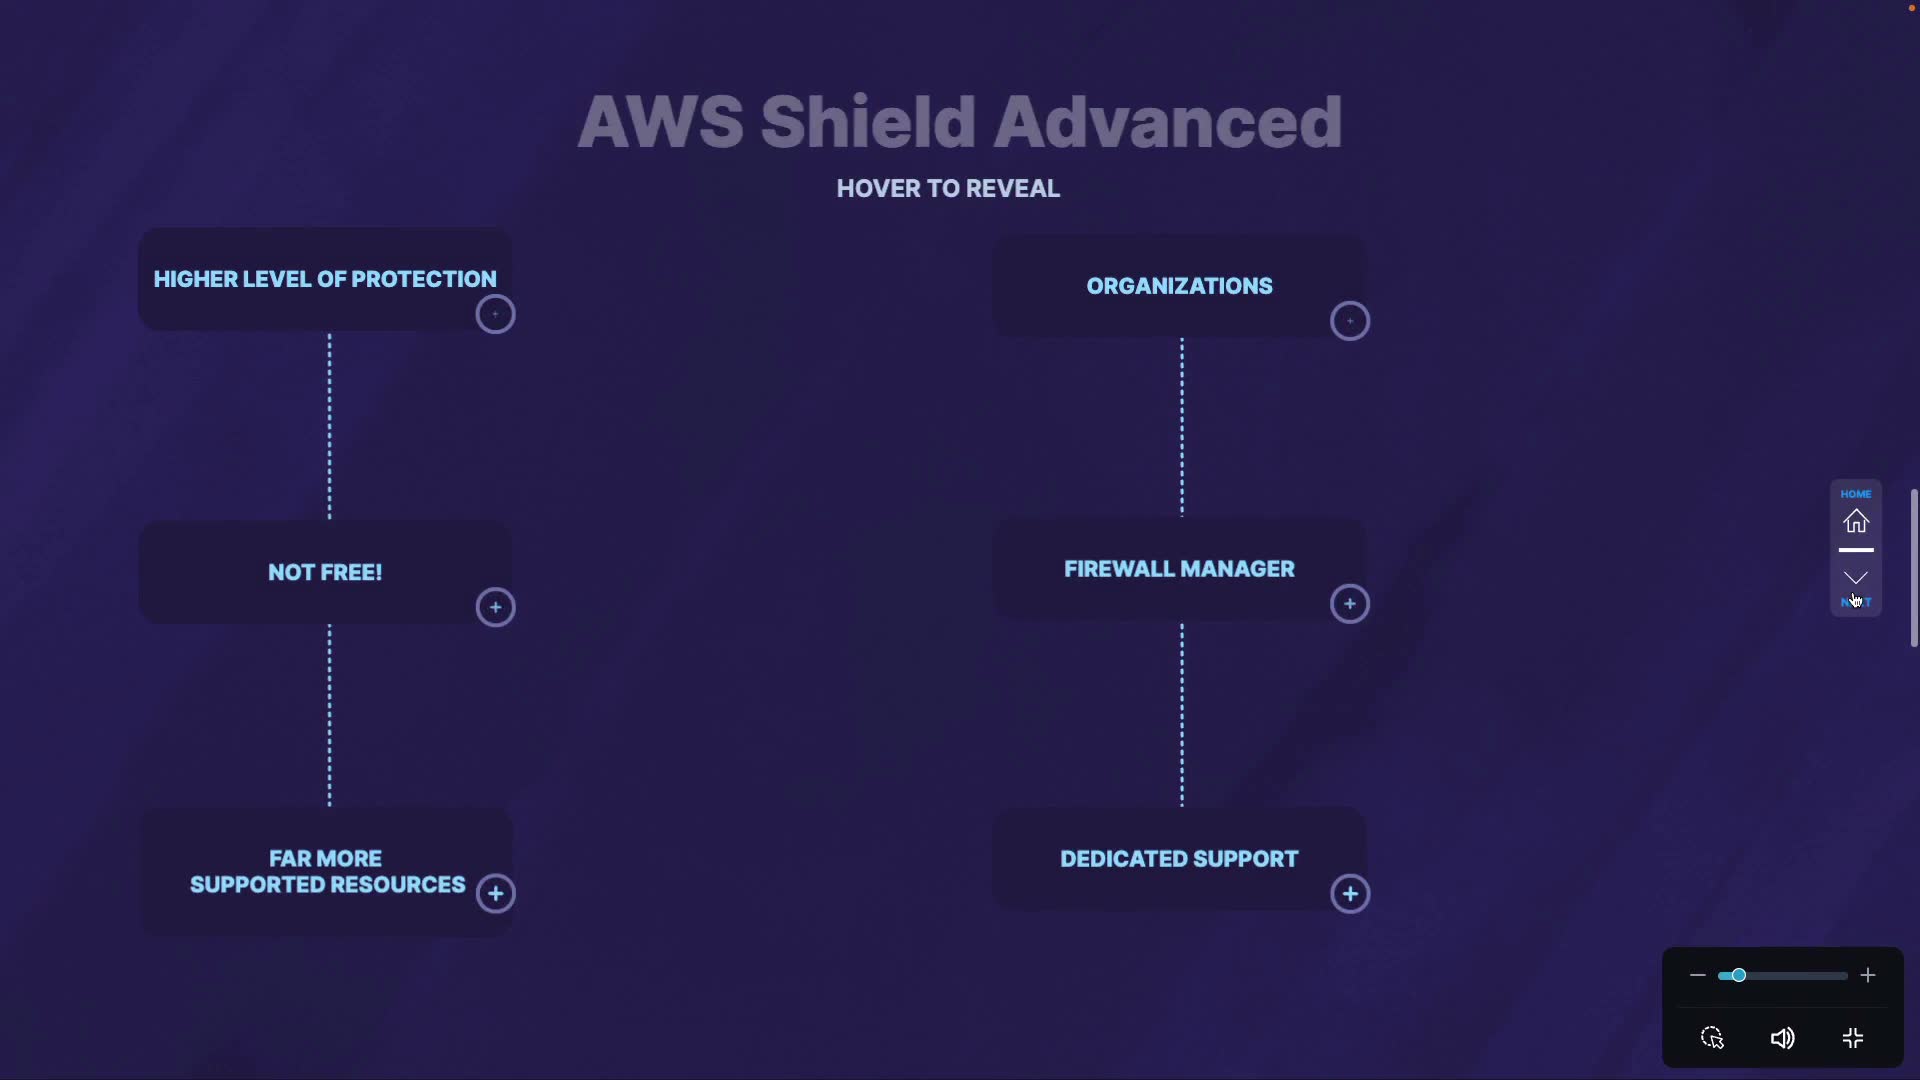 AWS Shield Advanced
HOVER TO REVEAL
HIGHER LEVEL OF PROTECTION
NOT FREE!
FAR MORE
SUPPORTED RESOURCES
ORGANIZATIONS
FIREWALL MANAGER
DEDICATED SUPPORT
HOME